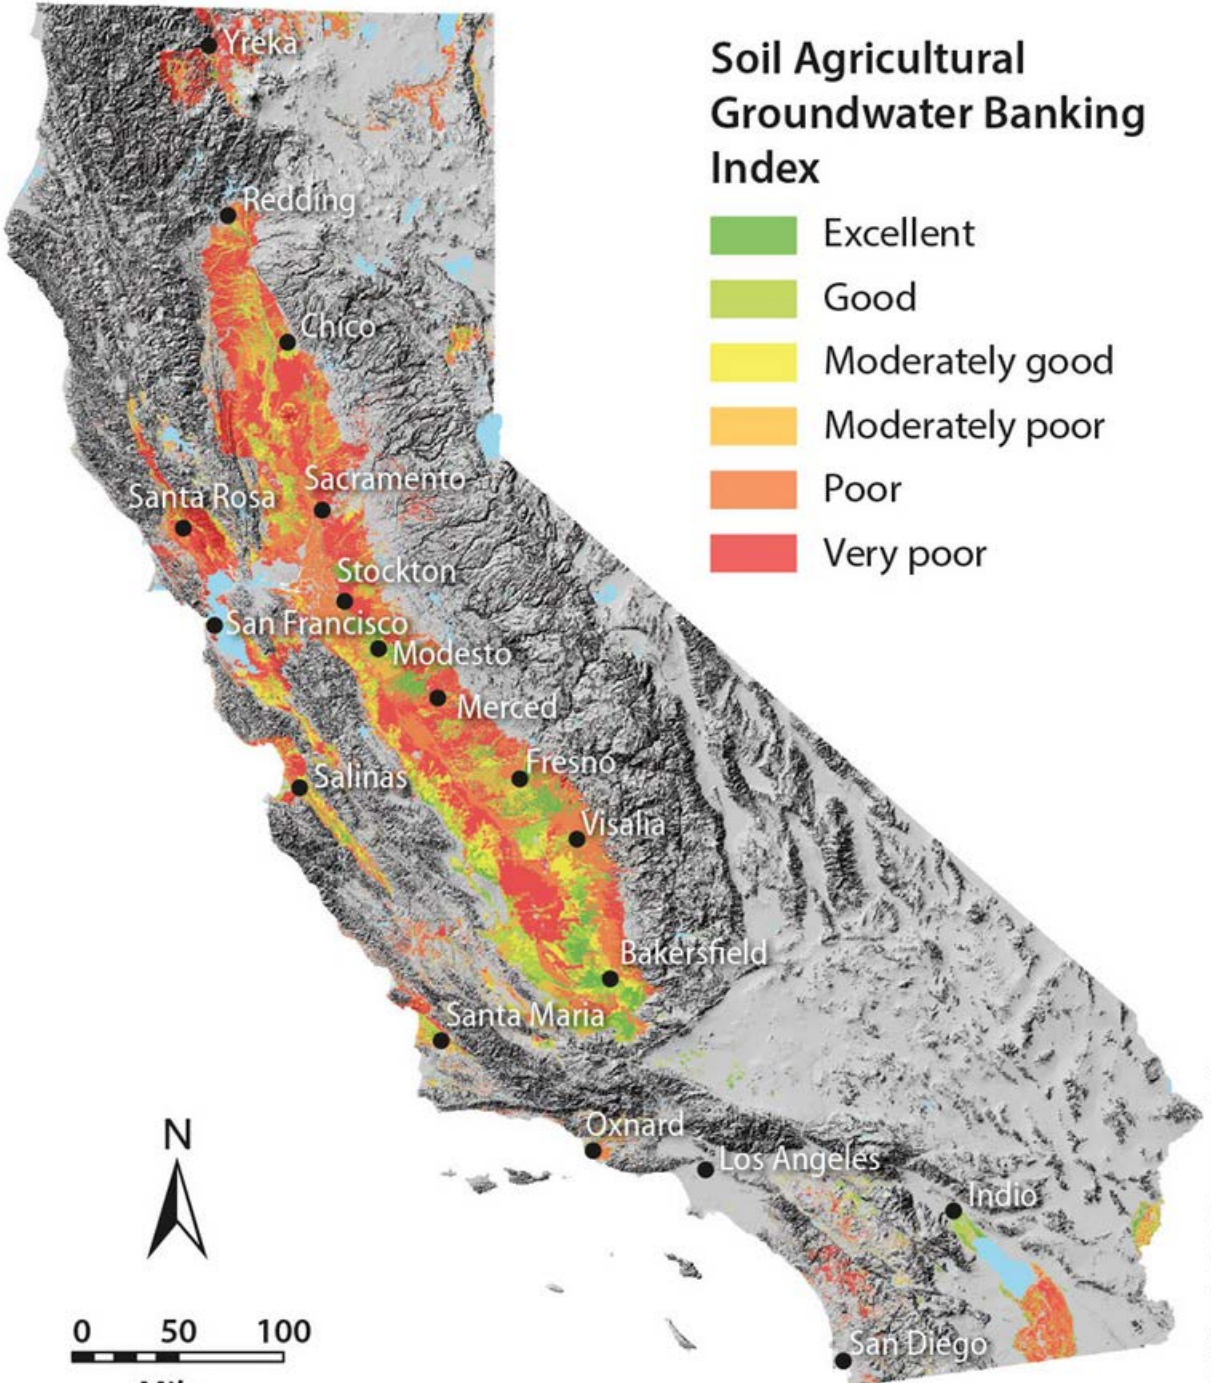 Soil Agricultural
Groundwater Banking
Index
Excellent
Good
Moderately good
Moderately poor
Poor
Very poor
Yreka
Redding
Chico
Sacramento
Santa Rosa
Stockton
San Francisco
Modesto
Merced
Fresno
Salinas
Visalia
Bakersfield
Santa Maria
Oxnard
Los Angeles
Indio
San Diego
N
0 50 100